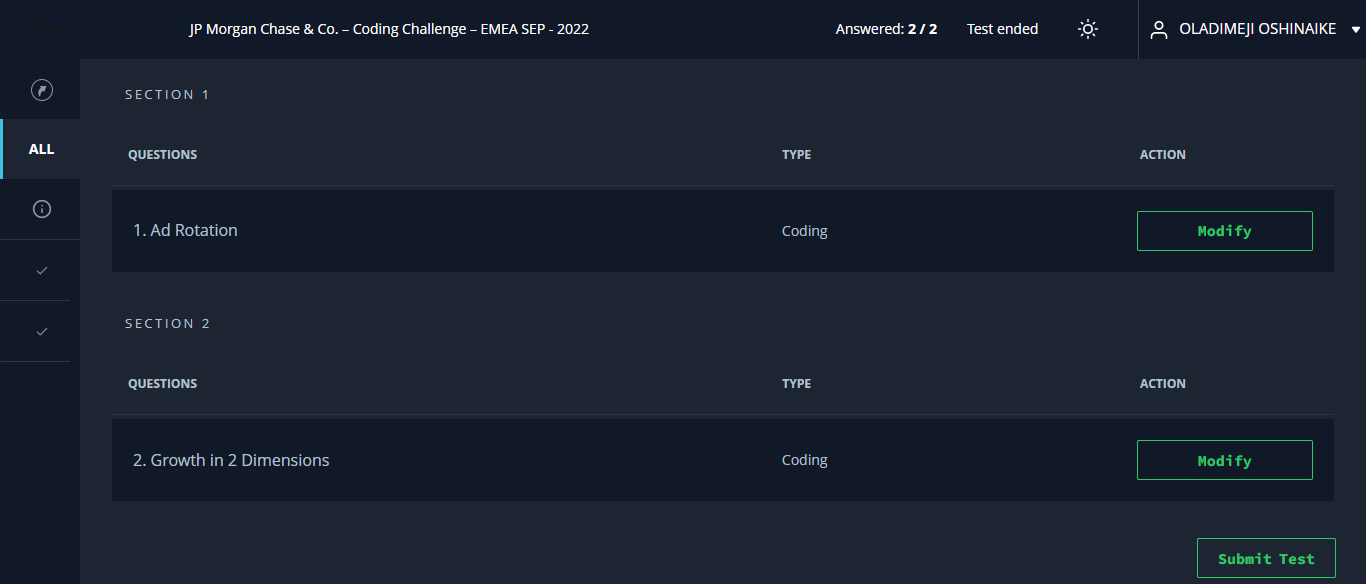 JP Morgan Chase & Co. – Coding Challenge – EMEA SEP - 2022 Answered: 2 / 2 Test ended OLADIMEJI OSHINAIKE
SECTION 1
ALL
QUESTIONS TYPE ACTION
1. Ad Rotation Coding Modify
SECTION 2
QUESTIONS TYPE ACTION
2. Growth in 2 Dimensions Coding Modify
Submit Test